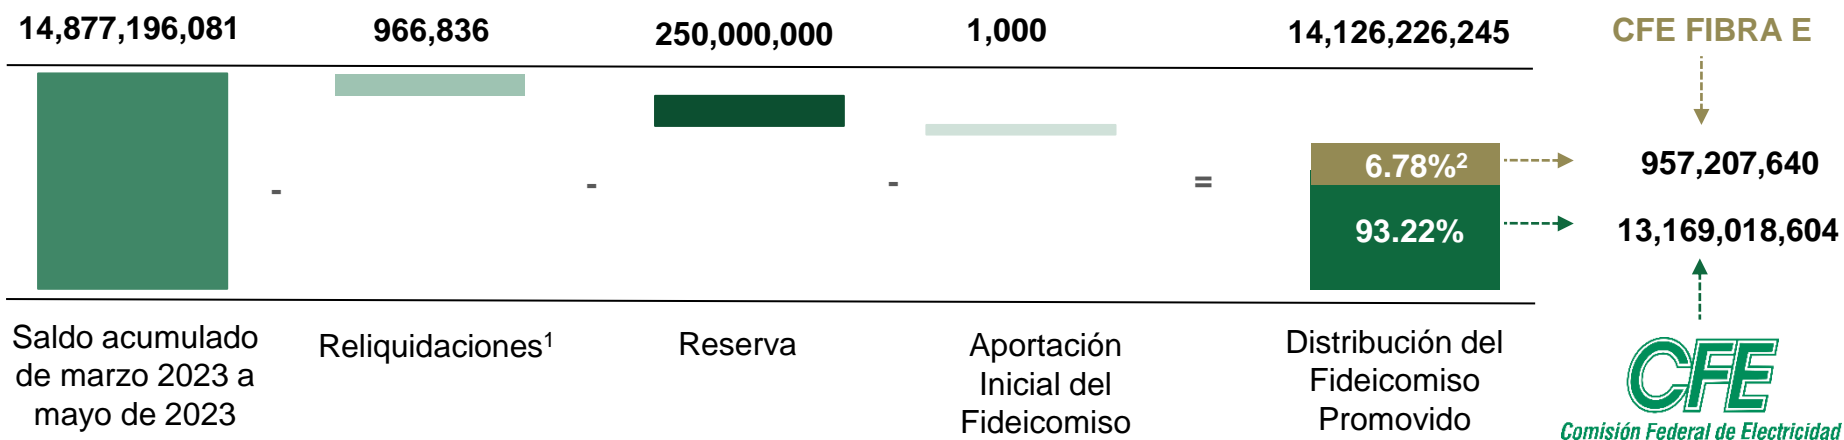 14,877,196,081 966,836 250,000,000 1,000 14,126,226,245 CFE FIBRA E
6.78%² 957,207,640
- - - =
93.22% 13,169,018,604
Saldo acumulado
de marzo 2023 a
mayo de 2023
Reliquidaciones¹
Reserva
Aportación
Inicial del
Fideicomiso
Distribución del
Fideicomiso
Promovido
CFE
Comisión Federal de Electricidad